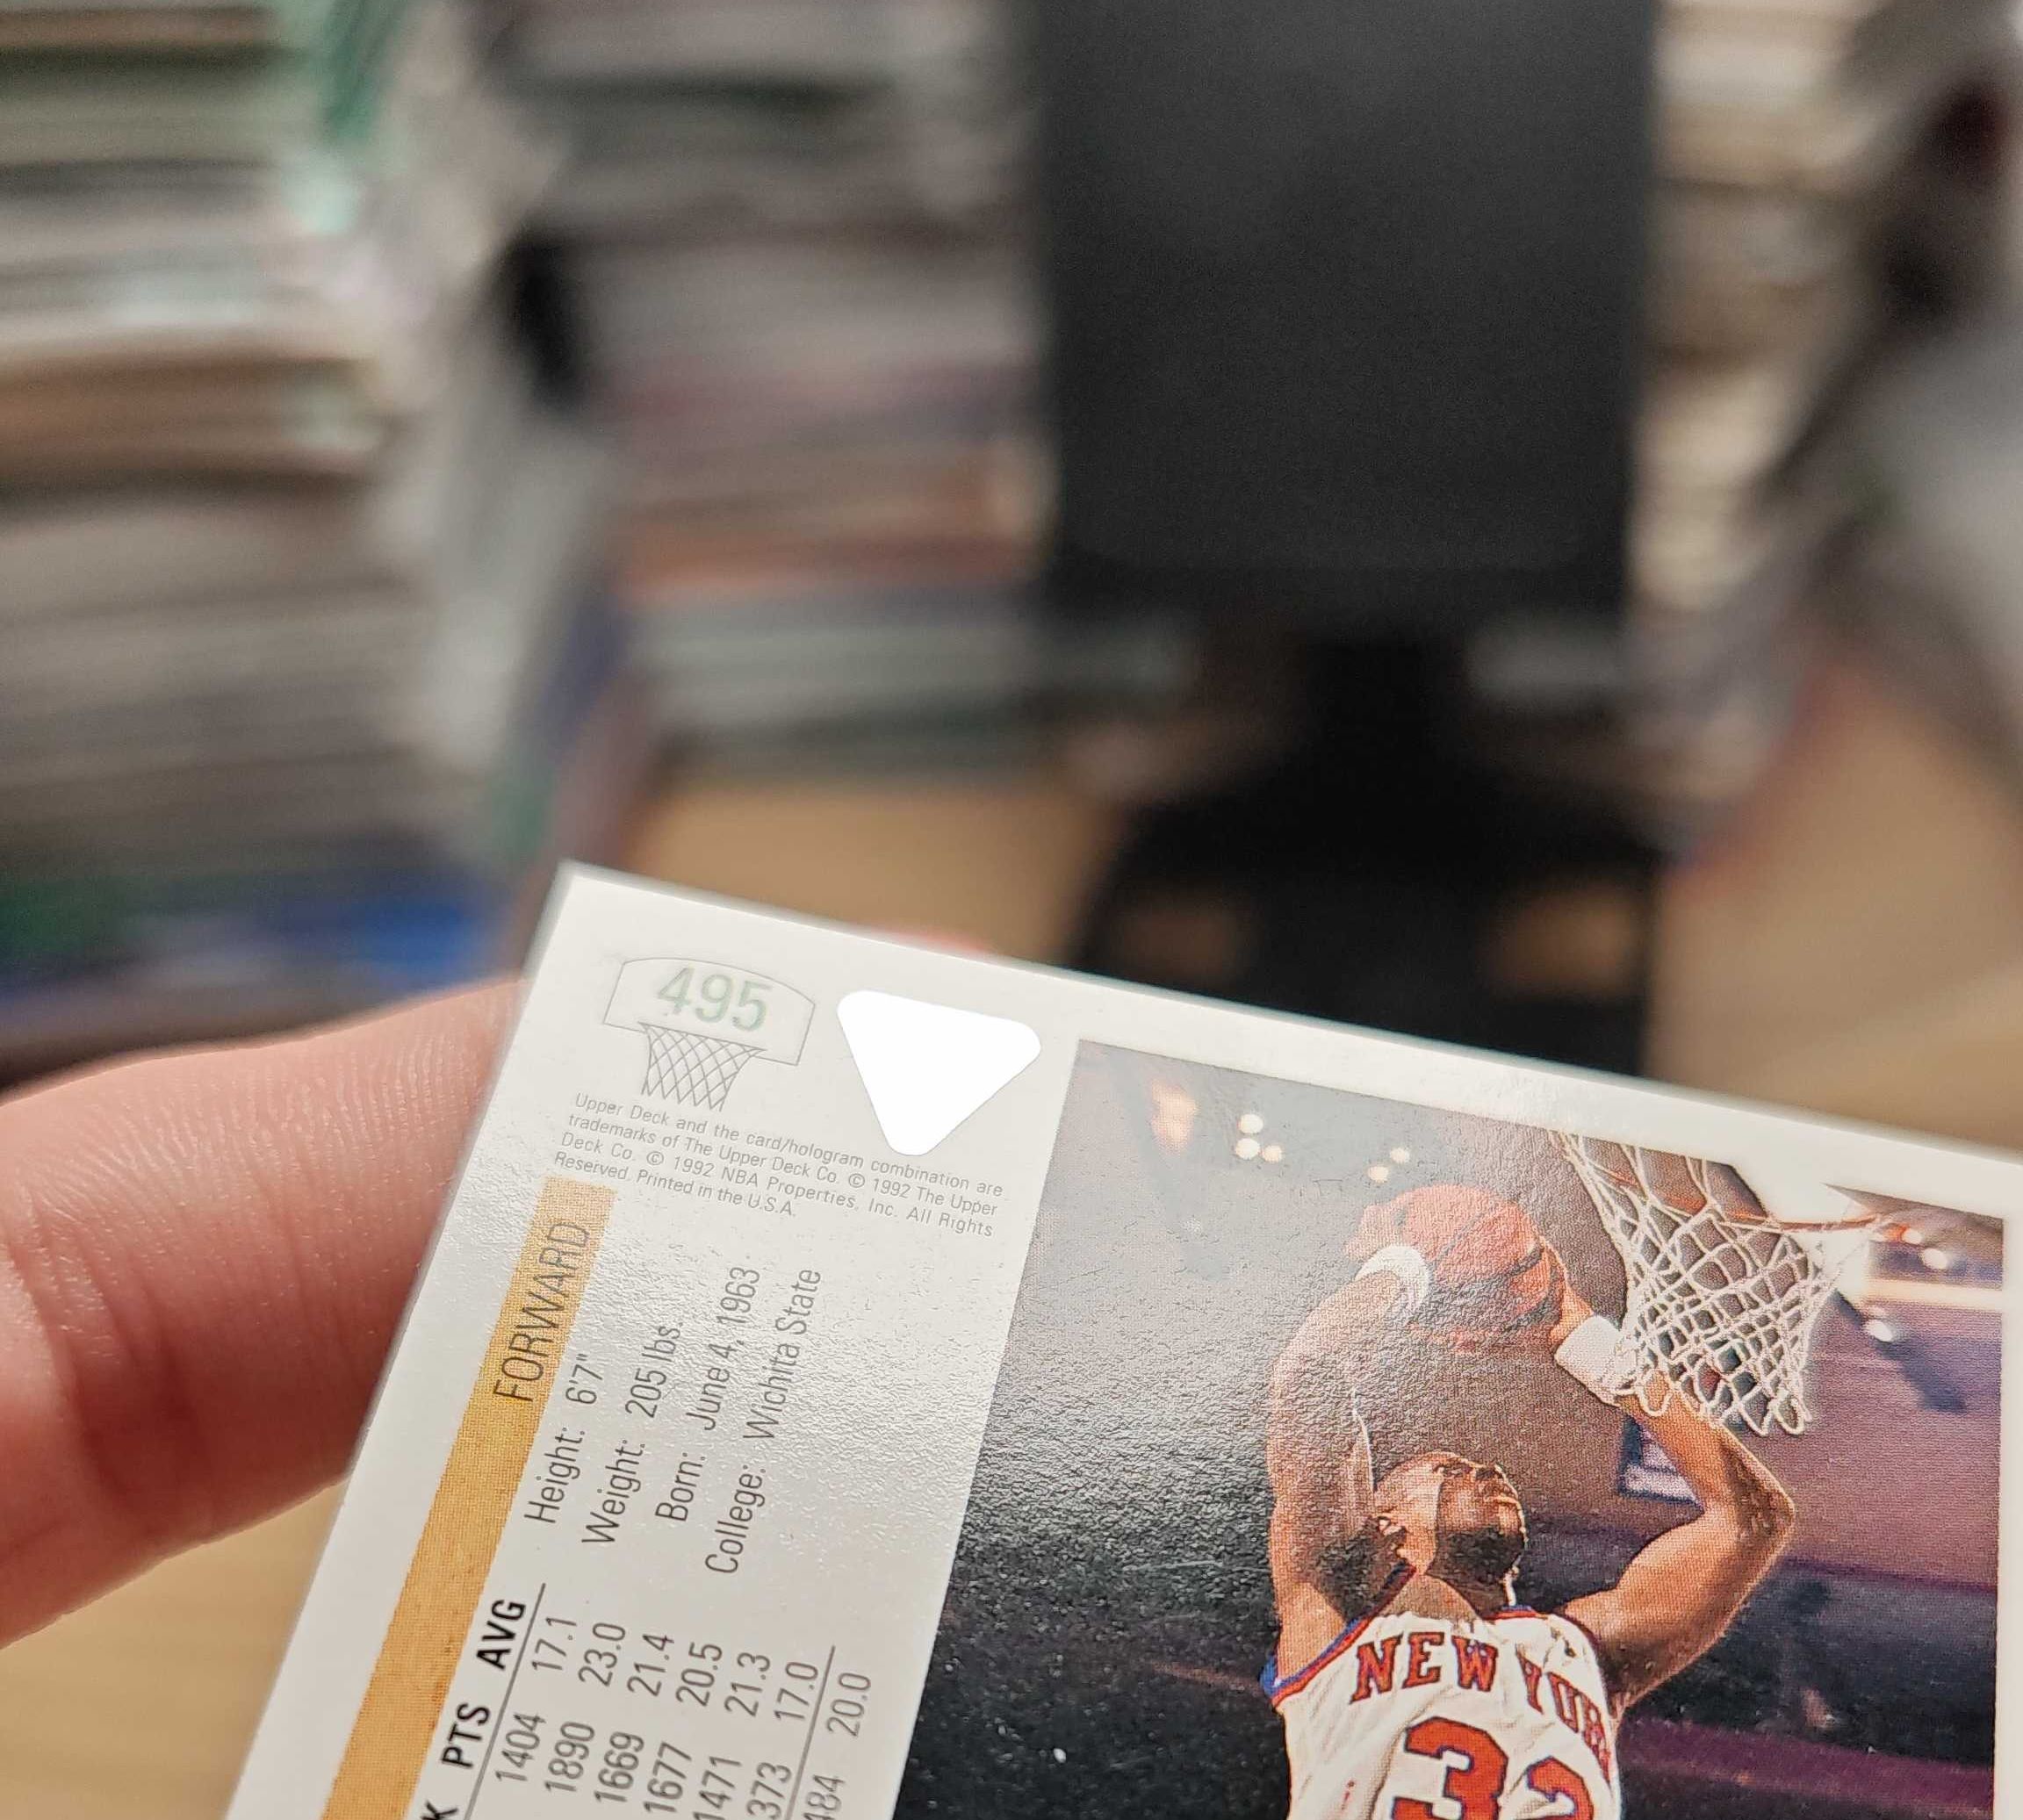 495
Upper Deck and the card/hologram combination are
trademarks of The Upper Deck Co. © 1992 The Upper
Deck Co. © 1992 NBA Properties, Inc. All Rights
Reserved. Printed in the U.S.A.
FORWARD
Height: 6'7"
Weight: 205 lbs.
Born: June 4, 1963
College: Wichita State
K PTS AVG
1404 17.1
1890 23.0
1669 21.4
1677 20.5
1471 21.3
373 17.0
484 20.0
NEW YORK
32